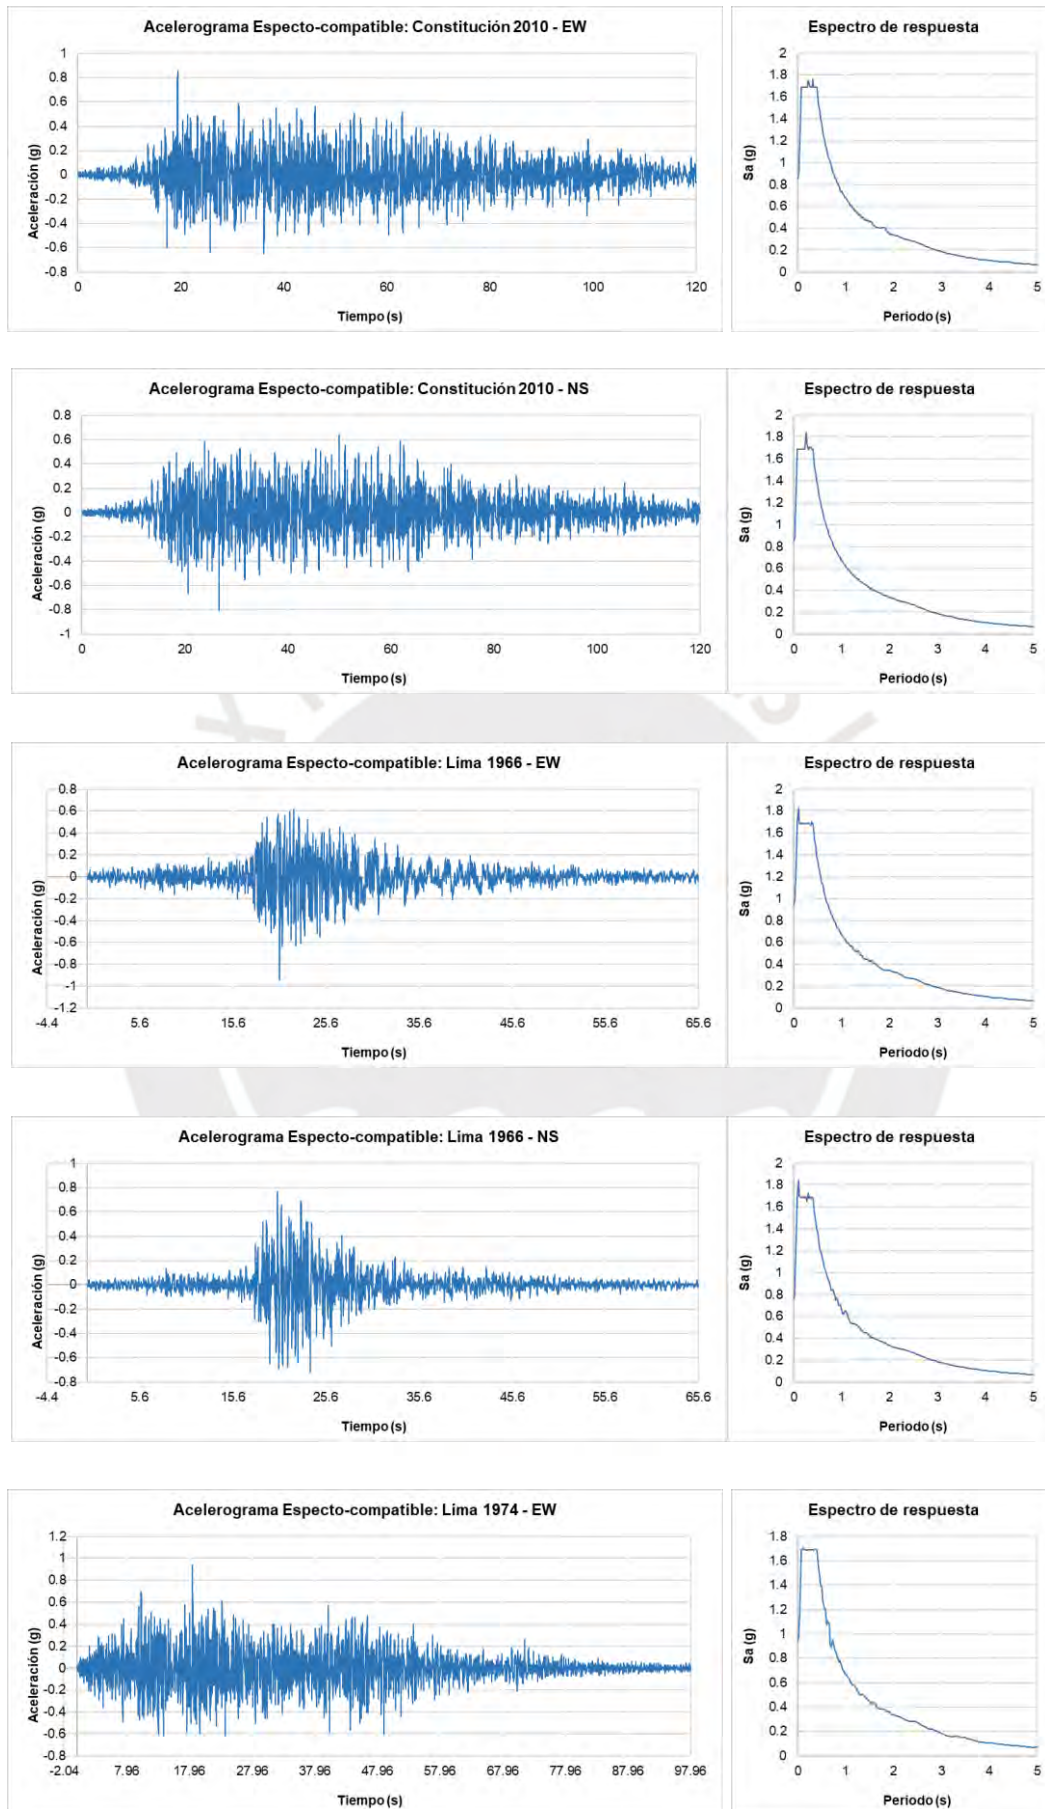 Acelerograma Especto-compatible: Constitución 2010 - EW
Aceleración (g)
1
0.8
0.6
0.4
0.2
0
-0.2
-0.4
-0.6
-0.8
0 20 40 60 80 100 120
Tiempo (s)
Espectro de respuesta
Sa (g)
2
1.8
1.6
1.4
1.2
1
0.8
0.6
0.4
0.2
0
0 1 2 3 4 5
Periodo (s)
Acelerograma Especto-compatible: Constitución 2010 - NS
Aceleración (g)
0.8
0.6
0.4
0.2
0
-0.2
-0.4
-0.6
-0.8
-1
0 20 40 60 80 100 120
Tiempo (s)
Espectro de respuesta
Sa (g)
2
1.8
1.6
1.4
1.2
1
0.8
0.6
0.4
0.2
0
0 1 2 3 4 5
Periodo (s)
Acelerograma Especto-compatible: Lima 1966 - EW
Aceleración (g)
0.8
0.6
0.4
0.2
0
-0.2
-0.4
-0.6
-0.8
-1
-1.2
-4.4 5.6 15.6 25.6 35.6 45.6 55.6 65.6
Tiempo (s)
Espectro de respuesta
Sa (g)
2
1.8
1.6
1.4
1.2
1
0.8
0.6
0.4
0.2
0
0 1 2 3 4 5
Periodo (s)
Acelerograma Especto-compatible: Lima 1966 - NS
Aceleración (g)
1
0.8
0.6
0.4
0.2
0
-0.2
-0.4
-0.6
-0.8
-4.4 5.6 15.6 25.6 35.6 45.6 55.6 65.6
Tiempo (s)
Espectro de respuesta
Sa (g)
2
1.8
1.6
1.4
1.2
1
0.8
0.6
0.4
0.2
0
0 1 2 3 4 5
Periodo (s)
Acelerograma Especto-compatible: Lima 1974 - EW
Aceleración (g)
1.2
1
0.8
0.6
0.4
0.2
0
-0.2
-0.4
-0.6
-0.8
-2.04 7.96 17.96 27.96 37.96 47.96 57.96 67.96 77.96 87.96 97.96
Tiempo (s)
Espectro de respuesta
Sa (g)
1.8
1.6
1.4
1.2
1
0.8
0.6
0.4
0.2
0
0 1 2 3 4 5
Periodo (s)